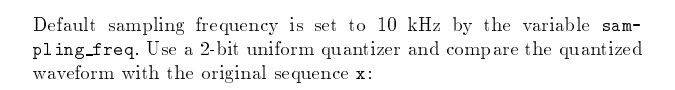 Default sampling frequency is set to 10 kHz by the variable sam-
pling_freq. Use a 2-bit uniform quantizer and compare the quantized
waveform with the original sequence x: